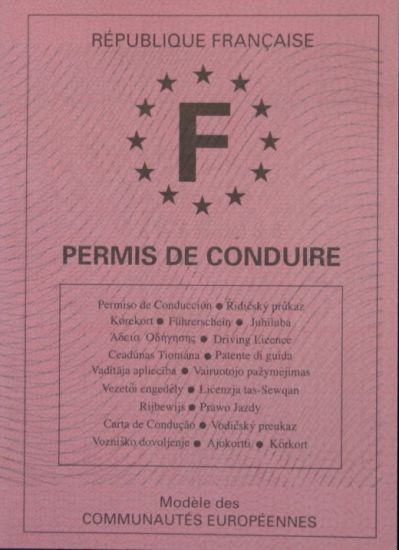 RÉPUBLIQUE FRANÇAISE
F
PERMIS DE CONDUIRE
Permiso de Conducción ● Řidičský průkaz
Kørekort ● Führerschein ● Juhiluba
Άδεια Οδήγησης ● Driving Licence
Ceadúnas Tiomána ● Patente di guida
Vadītāja apliecība ● Vairuotojo pažymėjimas
Vezetői engedély ● Licenzja tas-Sewqan
Rijbewijs ● Prawo Jazdy
Carta de Condução ● Vodičský preukaz
Vozniško dovoljenje ● Ajokortti ● Körkort
Modèle des
COMMUNAUTÉS EUROPÉENNES